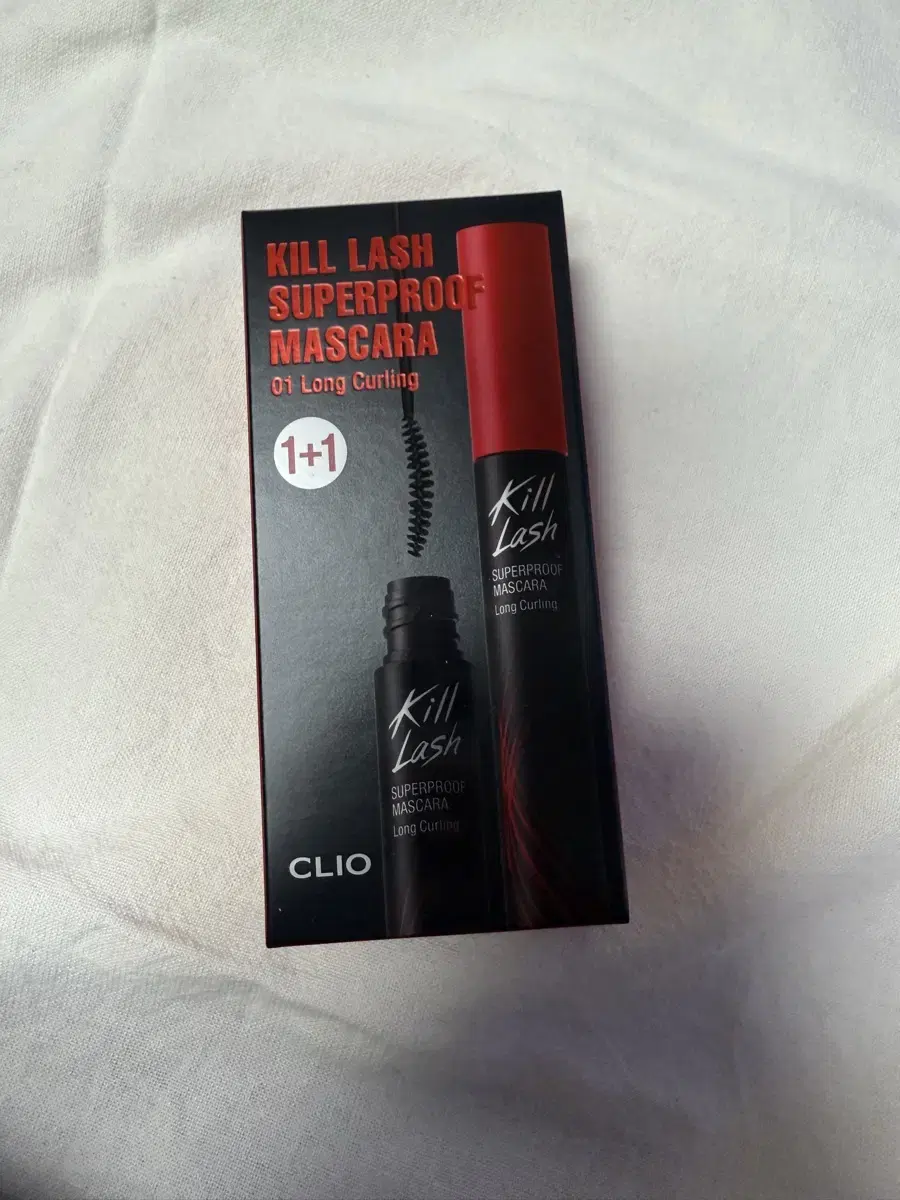 KILL LASH
SUPERPROOF
MASCARA
01 Long Curling
1+1
Kill
Lash
SUPERPROOF
MASCARA
Long Curling
Kill
Lash
SUPERPROOF
MASCARA
Long Curling
CLIO